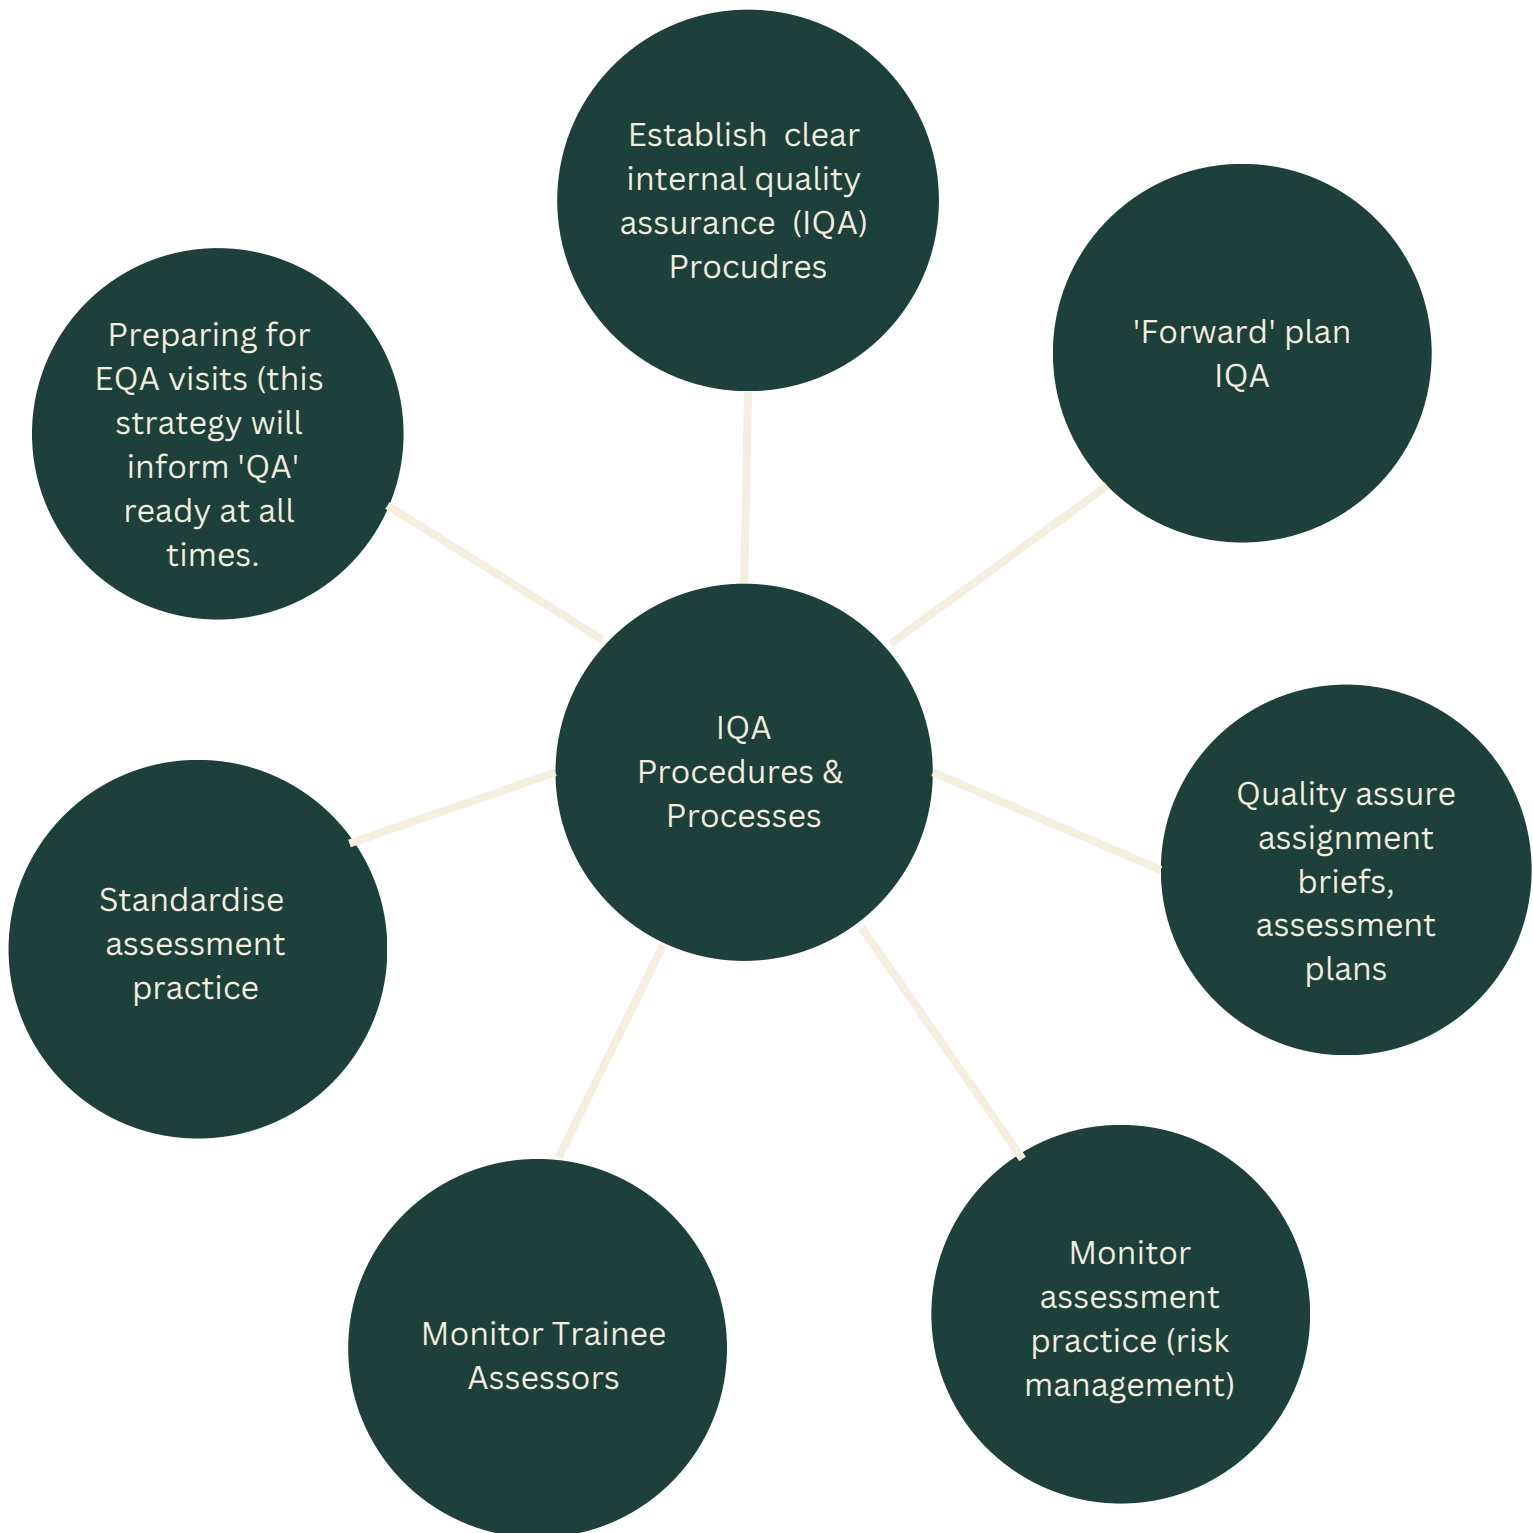 Establish  clear
internal quality
assurance  (IQA)
Procudres
'Forward' plan
IQA
Preparing for
EQA visits (this
strategy will
inform 'QA'
ready at all
times.
IQA
Procedures &
Processes
Quality assure
assignment
briefs,
assessment
plans
Standardise
assessment
practice
Monitor
assessment
practice (risk
management)
Monitor Trainee
Assessors